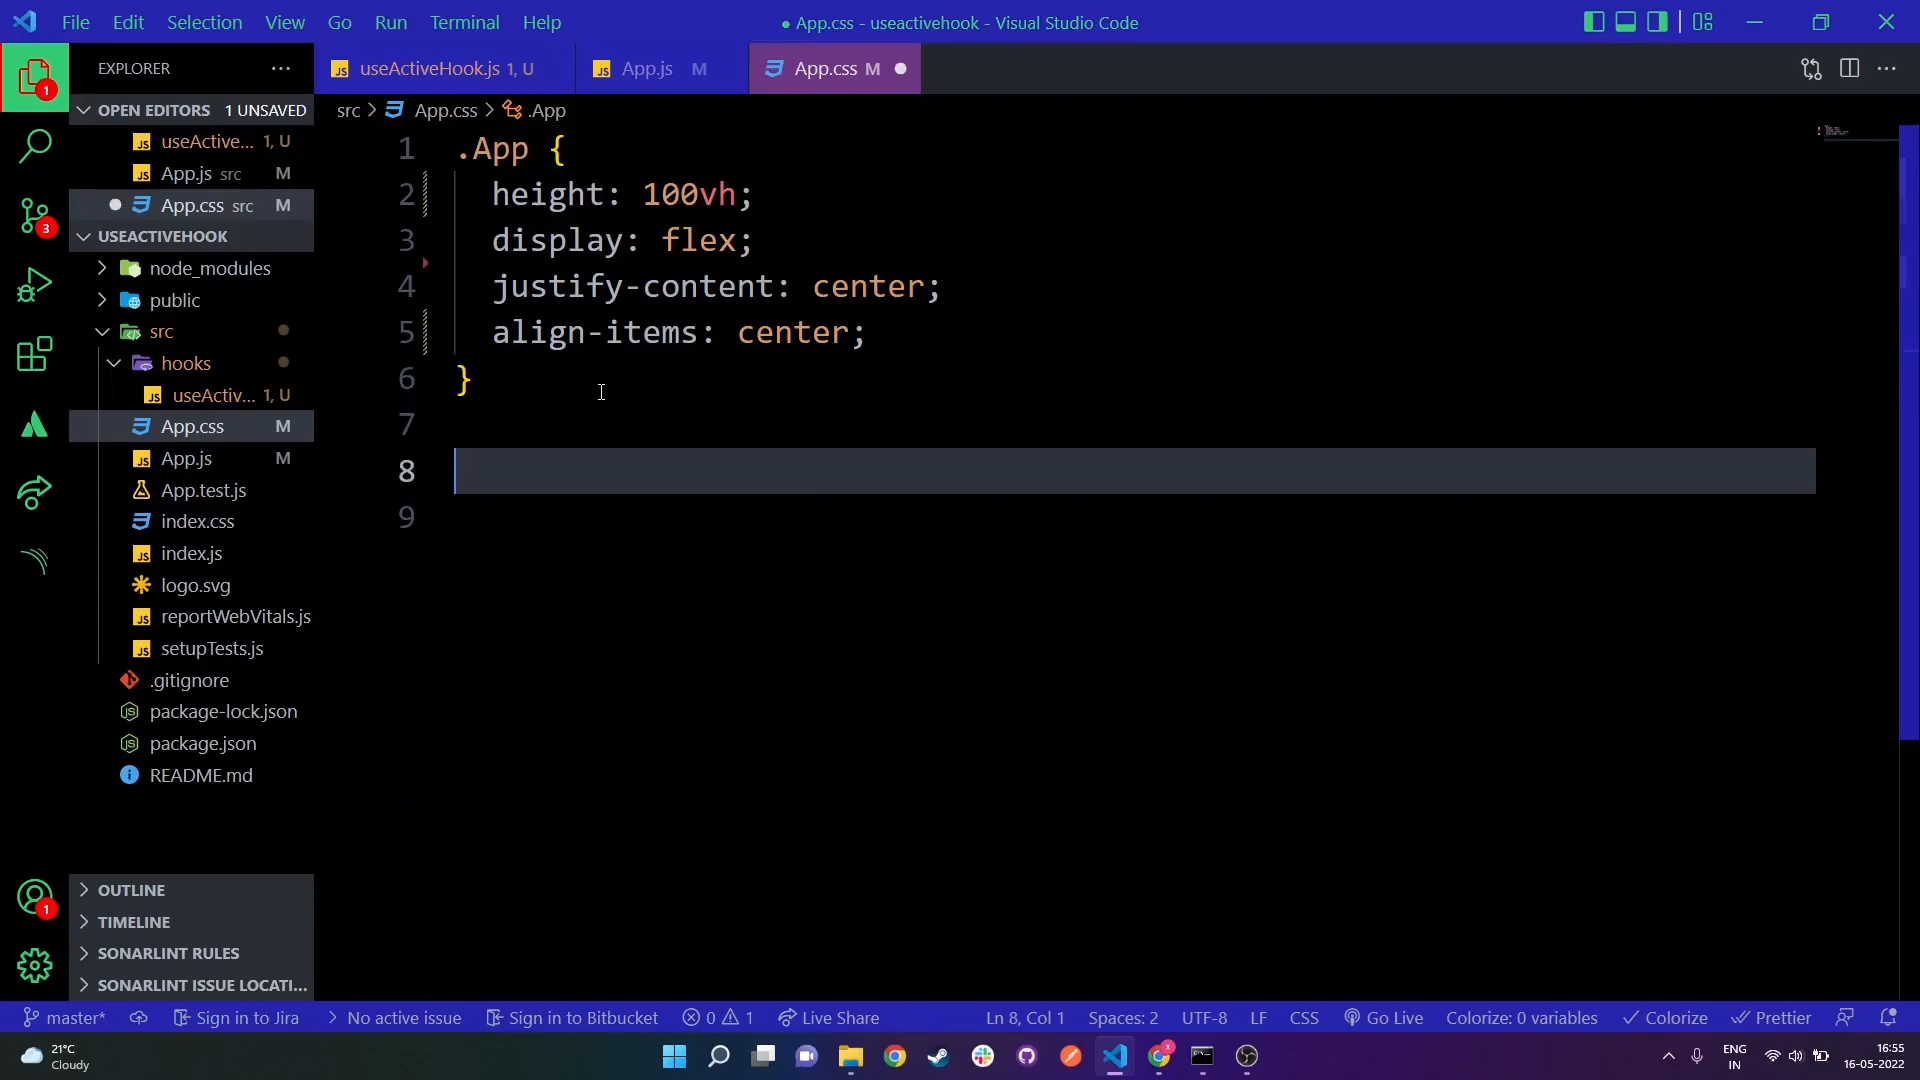 File Edit Selection View Go Run Terminal Help
● App.css - useactivehook - Visual Studio Code
EXPLORER
useActiveHook.js 1, U
App.js M
App.css M
1
OPEN EDITORS 1 UNSAVED
src > App.css > .App
useActive... 1, U
App.js src M
App.css src M
3
USEACTIVEHOOK
node_modules
public
src
hooks
useActiv... 1, U
App.css M
App.js M
App.test.js
index.css
index.js
logo.svg
reportWebVitals.js
setupTests.js
.gitignore
package-lock.json
package.json
README.md
1 .App {
2 height: 100vh;
3 display: flex;
4 justify-content: center;
5 align-items: center;
6 }
7
8
9
1
OUTLINE
TIMELINE
SONARLINT RULES
SONARLINT ISSUE LOCATI...
master* Sign in to Jira No active issue Sign in to Bitbucket 0 1 Live Share
Ln 8, Col 1 Spaces: 2 UTF-8 LF CSS Go Live Colorize: 0 variables Colorize Prettier
21°C
Cloudy
ENG
IN
16:55
16-05-2022